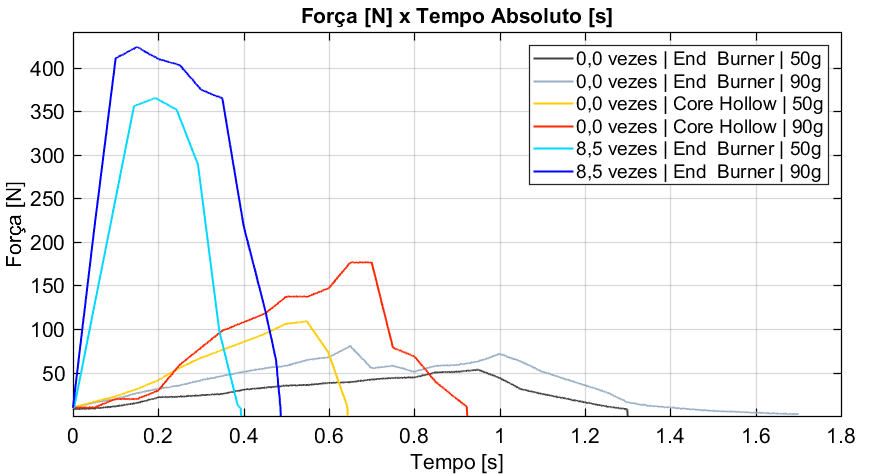 Força [N] x Tempo Absoluto [s]
0,0 vezes | End  Burner | 50g
0,0 vezes | End  Burner | 90g
0,0 vezes | Core Hollow | 50g
0,0 vezes | Core Hollow | 90g
8,5 vezes | End  Burner | 50g
8,5 vezes | End  Burner | 90g
Força [N]
400
350
300
250
200
150
100
50
0 0.2 0.4 0.6 0.8 1 1.2 1.4 1.6 1.8
Tempo [s]